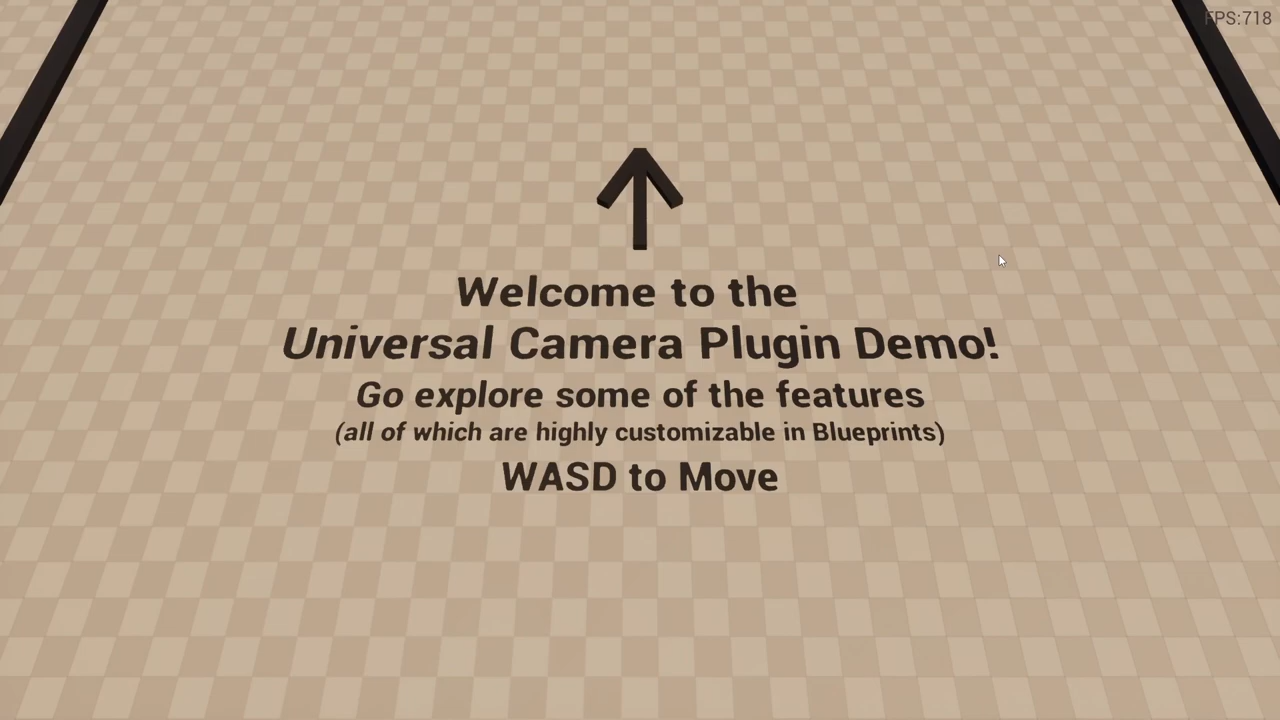 FPS:718
Welcome to the
Universal Camera Plugin Demo!
Go explore some of the features
(all of which are highly customizable in Blueprints)
WASD to Move